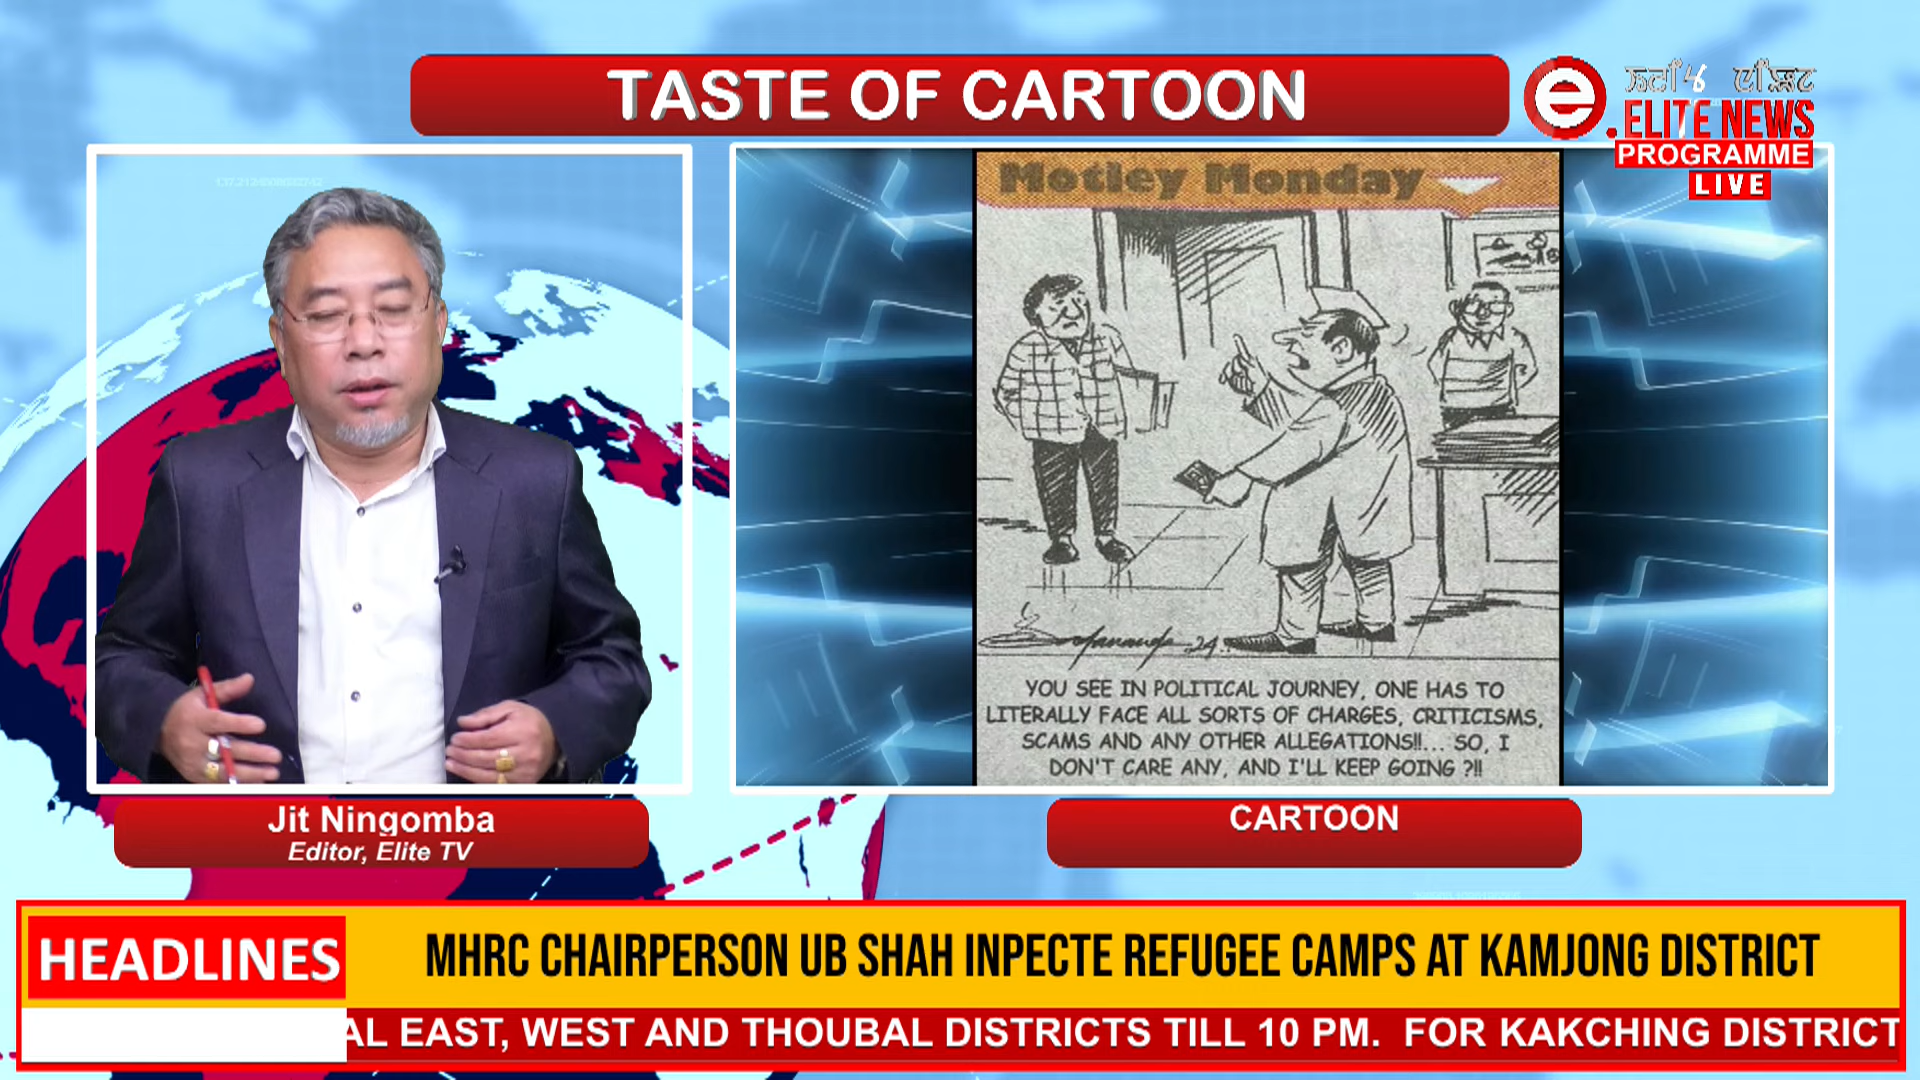 TASTE OF CARTOON
e.
ELITE NEWS
PROGRAMME
LIVE
Motley Monday
24
YOU SEE IN POLITICAL JOURNEY, ONE HAS TO
LITERALLY FACE ALL SORTS OF CHARGES, CRITICISMS,
SCAMS AND ANY OTHER ALLEGATIONS!!... SO, I
DON'T CARE ANY, AND I'LL KEEP GOING ?!!
Jit Ningomba
Editor, Elite TV
CARTOON
HEADLINES
MHRC CHAIRPERSON UB SHAH INPECTE REFUGEE CAMPS AT KAMJONG DISTRICT
AL EAST, WEST AND THOUBAL DISTRICTS TILL 10 PM. FOR KAKCHING DISTRICT